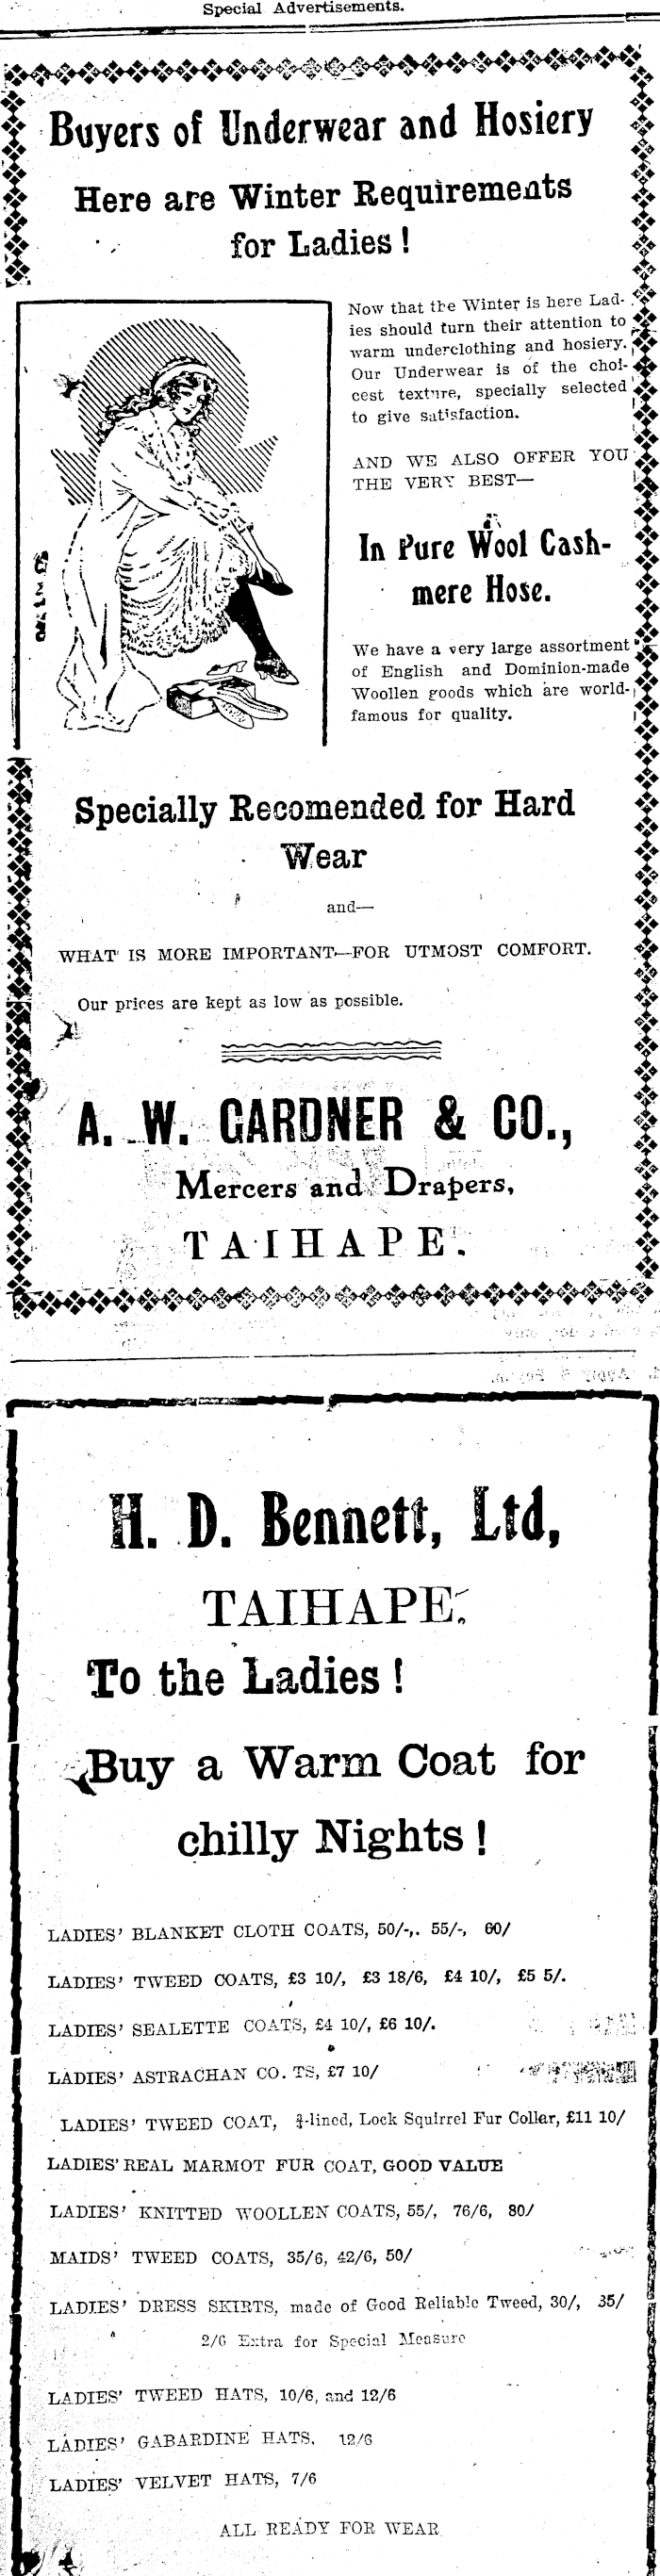 Special Advertisements.
Buyers of Underwear and Hosiery
Here are Winter Requirements
for Ladies!
Now that the Winter is here Lad-
ies should turn their attention to
warm underclothing and hosiery.
Our Underwear is of the choi-
cest texture, specially selected
to give satisfaction.
AND WE ALSO OFFER YOU
THE VERY BEST—
In Pure Wool Cash-
mere Hose.
We have a very large assortment
of English and Dominion-made
Woollen goods which are world-
famous for quality.
Specially Recomended for Hard
Wear
and—
WHAT IS MORE IMPORTANT—FOR UTMOST COMFORT.
Our prices are kept as low as possible.
A. W. GARDNER & CO.,
Mercers and Drapers,
TAIHAPE.
H. D. Bennett, Ltd,
TAIHAPE.
To the Ladies!
Buy a Warm Coat for
chilly Nights!
LADIES' BLANKET CLOTH COATS, 50/-,. 55/-, 60/
LADIES' TWEED COATS, £3 10/, £3 18/6, £4 10/, £5 5/.
LADIES' SEALETTE COATS, £4 10/, £6 10/.
LADIES' ASTRACHAN CO.TS, £7 10/
LADIES' TWEED COAT, ¾-lined, Lock Squirrel Fur Collar, £11 10/
LADIES' REAL MARMOT FUR COAT, GOOD VALUE
LADIES' KNITTED WOOLLEN COATS, 55/, 76/6, 80/
MAIDS' TWEED COATS, 35/6, 42/6, 50/
LADIES' DRESS SKIRTS, made of Good Reliable Tweed, 30/, 35/
2/6 Extra for Special Measure
LADIES' TWEED HATS, 10/6, and 12/6
LADIES' GABARDINE HATS, 12/6
LADIES' VELVET HATS, 7/6
ALL READY FOR WEAR